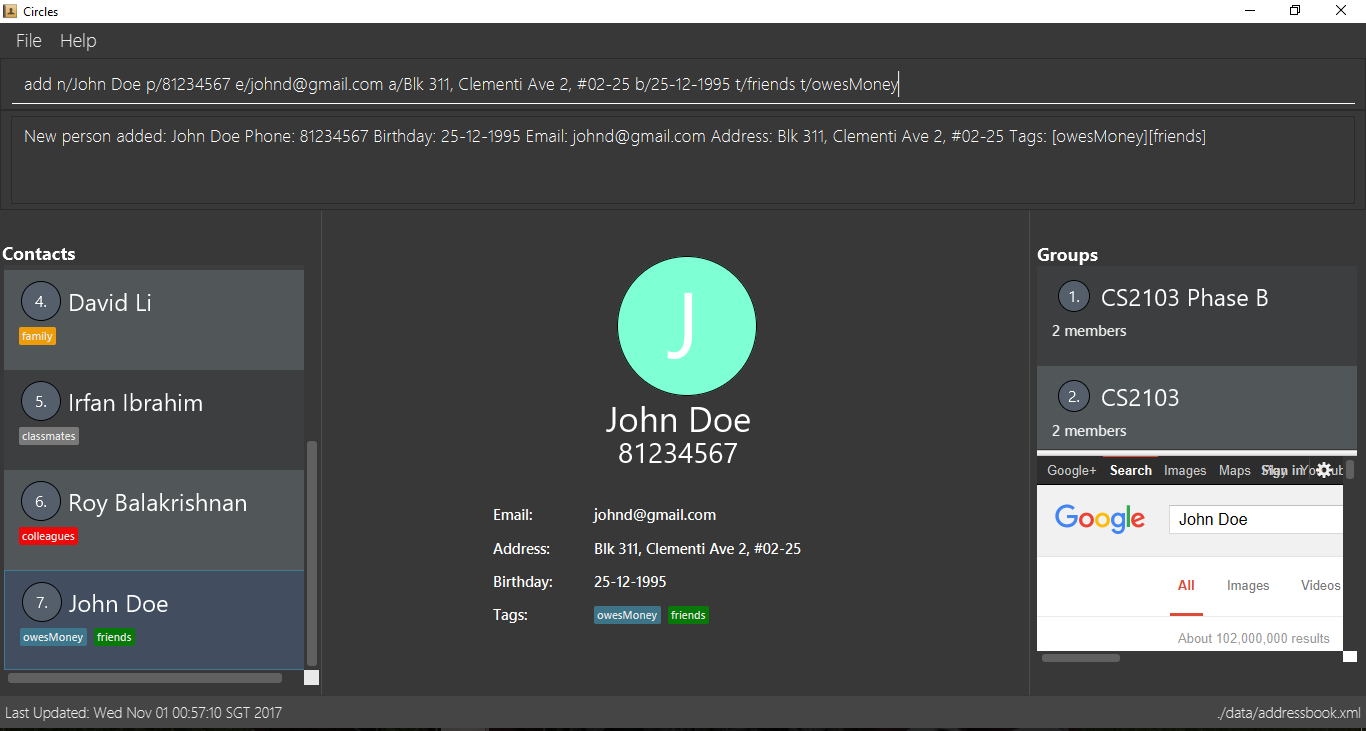 Circles
File Help
add n/John Doe p/81234567 e/johnd@gmail.com a/Blk 311, Clementi Ave 2, #02-25 b/25-12-1995 t/friends t/owesMoney
New person added: John Doe Phone: 81234567 Birthday: 25-12-1995 Email: johnd@gmail.com Address: Blk 311, Clementi Ave 2, #02-25 Tags: [owesMoney][friends]
Contacts
4. David Li
family
5. Irfan Ibrahim
classmates
6. Roy Balakrishnan
colleagues
7. John Doe
owesMoney friends
J
John Doe
81234567
Email: johnd@gmail.com
Address: Blk 311, Clementi Ave 2, #02-25
Birthday: 25-12-1995
Tags: owesMoney friends
Groups
1. CS2103 Phase B
2 members
2. CS2103
2 members
Google+ Search Images Maps
Google John Doe
All Images Videos
About 102,000,000 results
Last Updated: Wed Nov 01 00:57:10 SGT 2017
./data/addressbook.xml